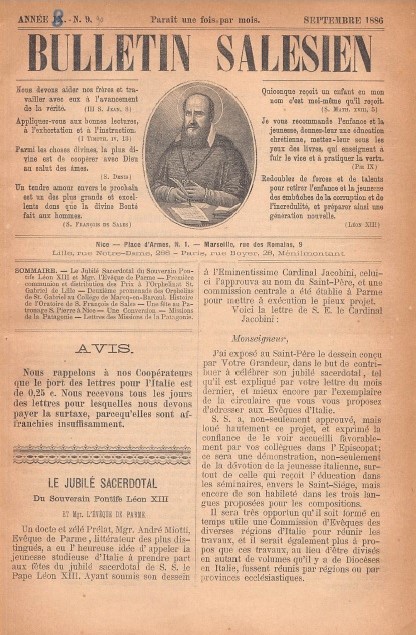 ANNÉE
8
N. 9.
Paraît une fois par mois.
SEPTEMBRE 1886
BULLETIN SALESIEN
Nous devons aider nos frères et travailler avec eux à l'avancement
de la vérité.
(III S. JEAN, 8)
Appliquez-vous aux bonnes lectures,
à l'exhortation et à l'instruction.
(I TIMOTH. IV, 13)
Parmi les choses divines, la plus divine est de coopérer avec Dieu
au salut des âmes.
(S. DENIS)
Un tendre amour envers le prochain
est un des plus grands et excellents dons que la divine Bonté
fait aux hommes.
(S. FRANÇOIS DE SALES)
Quiconque reçoit un enfant en mon
nom c'est moi-même qu'il reçoit.
(S. MATH. XVIII, 5)
Je vous recommande l'enfance et la
jeunesse, donnez-leur une éducation
chrétienne, mettez-leur sous les
yeux des livres, qui enseignent à
fuir le vice et à pratiquer la vertu.
(PIE IX)
Redoublez de forces et de talents
pour retirer l'enfance et la jeunesse
des embûches de la corruption et de
l'incrédulité, et préparer ainsi une
génération nouvelle.
(LÉON XIII)
Nice — Place d'Armes, N. 1. — Marseille, rue des Romains, 9
Lille, rue Notre-Dame, 288 — Paris, rue Boyer, 28, Ménilmontant
SOMMAIRE. — Le Jubilé Sacerdotal du Souverain Pontife Léon XIII et Mgr. l'Evêque de Parme. — Première
communion et distribution des Prix à l'Orphelinat St.
Gabriel de Lille — Deuxième promenade des Orphelins
de St. Gabriel au Collège de Marcq-en-Barœul. Histoire
de l'Oratoire de S. François de Sales — Une fête au Patronage S. Pierre à Nice — Une Conversion. — Missions
de la Patagonie — Lettres des Missions de la Patagonie.
AVIS.
Nous rappelons à nos Coopérateurs
que le port des lettres pour l'Italie est
de 0,25 c. Nous recevons tous les
jours des lettres pour lesquelles nous devons
payer la surtaxe, parcequ'elles sont affranchies insuffisamment.
LE JUBILÉ SACERDOTAL
Du Souverain Pontife Léon XIII
ET Mgr. L'ÉVÊQUE DE PARME.
Un docte et zélé Prélat, Mgr. André Miotti,
Evêque de Parme, littérateur des plus distingués, a eu l'heureuse idée d'appeler la
jeunesse studieuse d'Italie à prendre part
aux fêtes du jubilé sacerdotal de S. S. le
Pape Léon XIII. Ayant soumis son dessein
à l'Eminentissime Cardinal Jacobini, celui-ci l'approuva au nom du Saint-Père, et une
commission centrale a été établie à Parme
pour mettre à exécution le pieux projet.
Voici la lettre de S. E. le Cardinal
Jacobini:
Monseigneur,
J'ai exposé au Saint-Père le dessein conçu
par Votre Grandeur, dans le but de contribuer à célébrer son jubilé sacerdotal, tel
qu'il est expliqué par votre lettre du mois
dernier, et mieux encore par l'exemplaire
de la circulaire que vous vous proposez
d'adresser aux Evêques d'Italie.
S. S. a, non-seulement approuvé, mais
loué hautement ce projet, et exprimé la
confiance de le voir accueilli favorablement par vos collègues dans l'Episcopat;
ce sera une démonstration, non-seulement
de la dévotion de la jeunesse italienne, surtout de celle qui reçoit l'éducation dans
les séminaires, envers le Saint-Siège, mais
encore de son habileté dans les trois langues proposées pour les compositions.
Il sera très opportun qu'il soit formé en
temps utile une Commission d'Evêques des
diverses régions d'Italie pour réunir les
travaux, et il serait également plus à propos que ces travaux, au lieu d'être divisés
en autant de volumes qu'il y a de Diocèses
en Italie, fussent réunis par régions ou par
provinces ecclésiastiques.